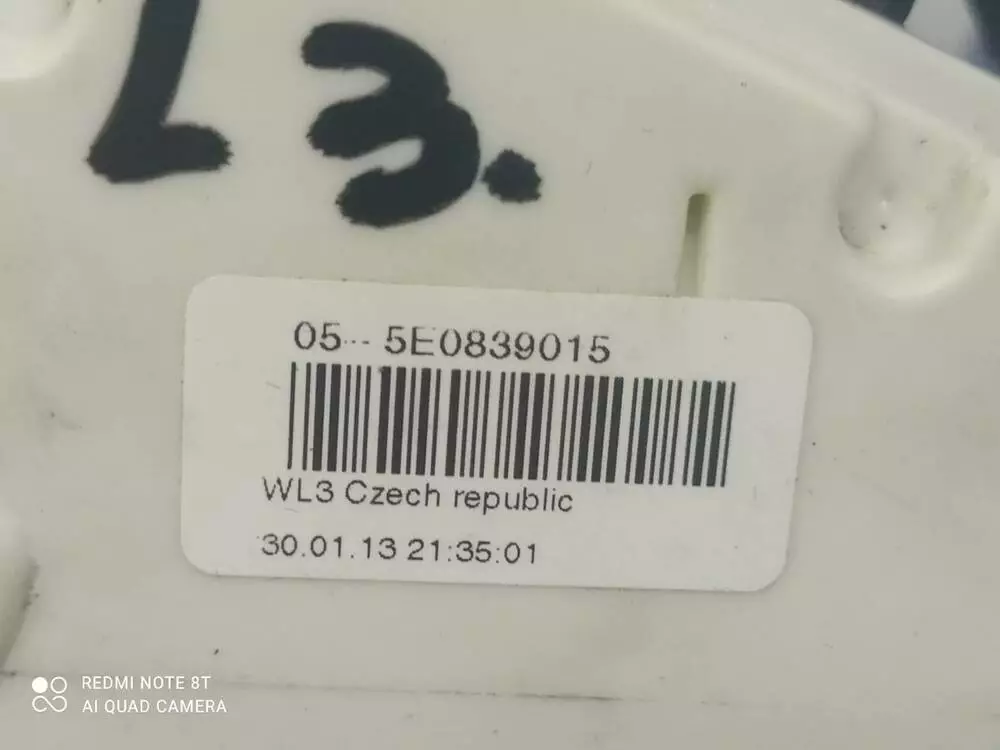 L3.
05--- 5E0839015
WL3 Czech republic
30.01.13 21:35:01
REDMI NOTE 8T
AI QUAD CAMERA